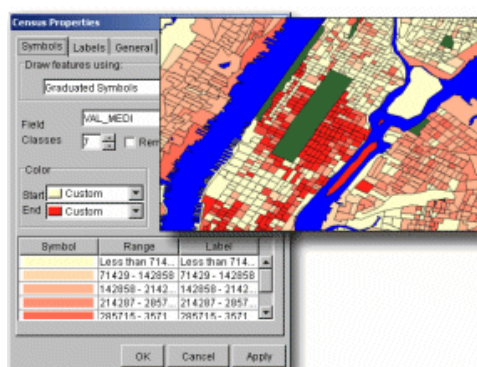 Census Properties
Symbols Labels General
Draw features using:
Graduated Symbols
Field VAL_MEDI
Classes 7 Rem
Color
Start Custom
End Custom
Symbol Range Label
Less than 714... Less than 714...
71429 - 142858 71429 - 142858
142858 - 2142... 142858 - 2142...
214287 - 2857... 214287 - 2857...
285715 - 3571... 285715 - 3571...
OK Cancel Apply